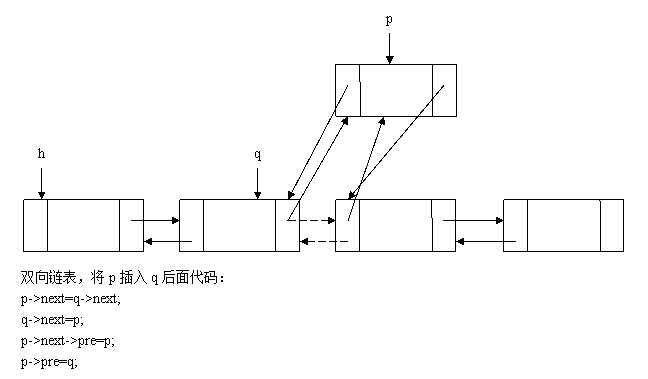 p
h
q
双向链表，将 p 插入 q 后面代码：
p->next=q->next;
q->next=p;
p->next->pre=p;
p->pre=q;